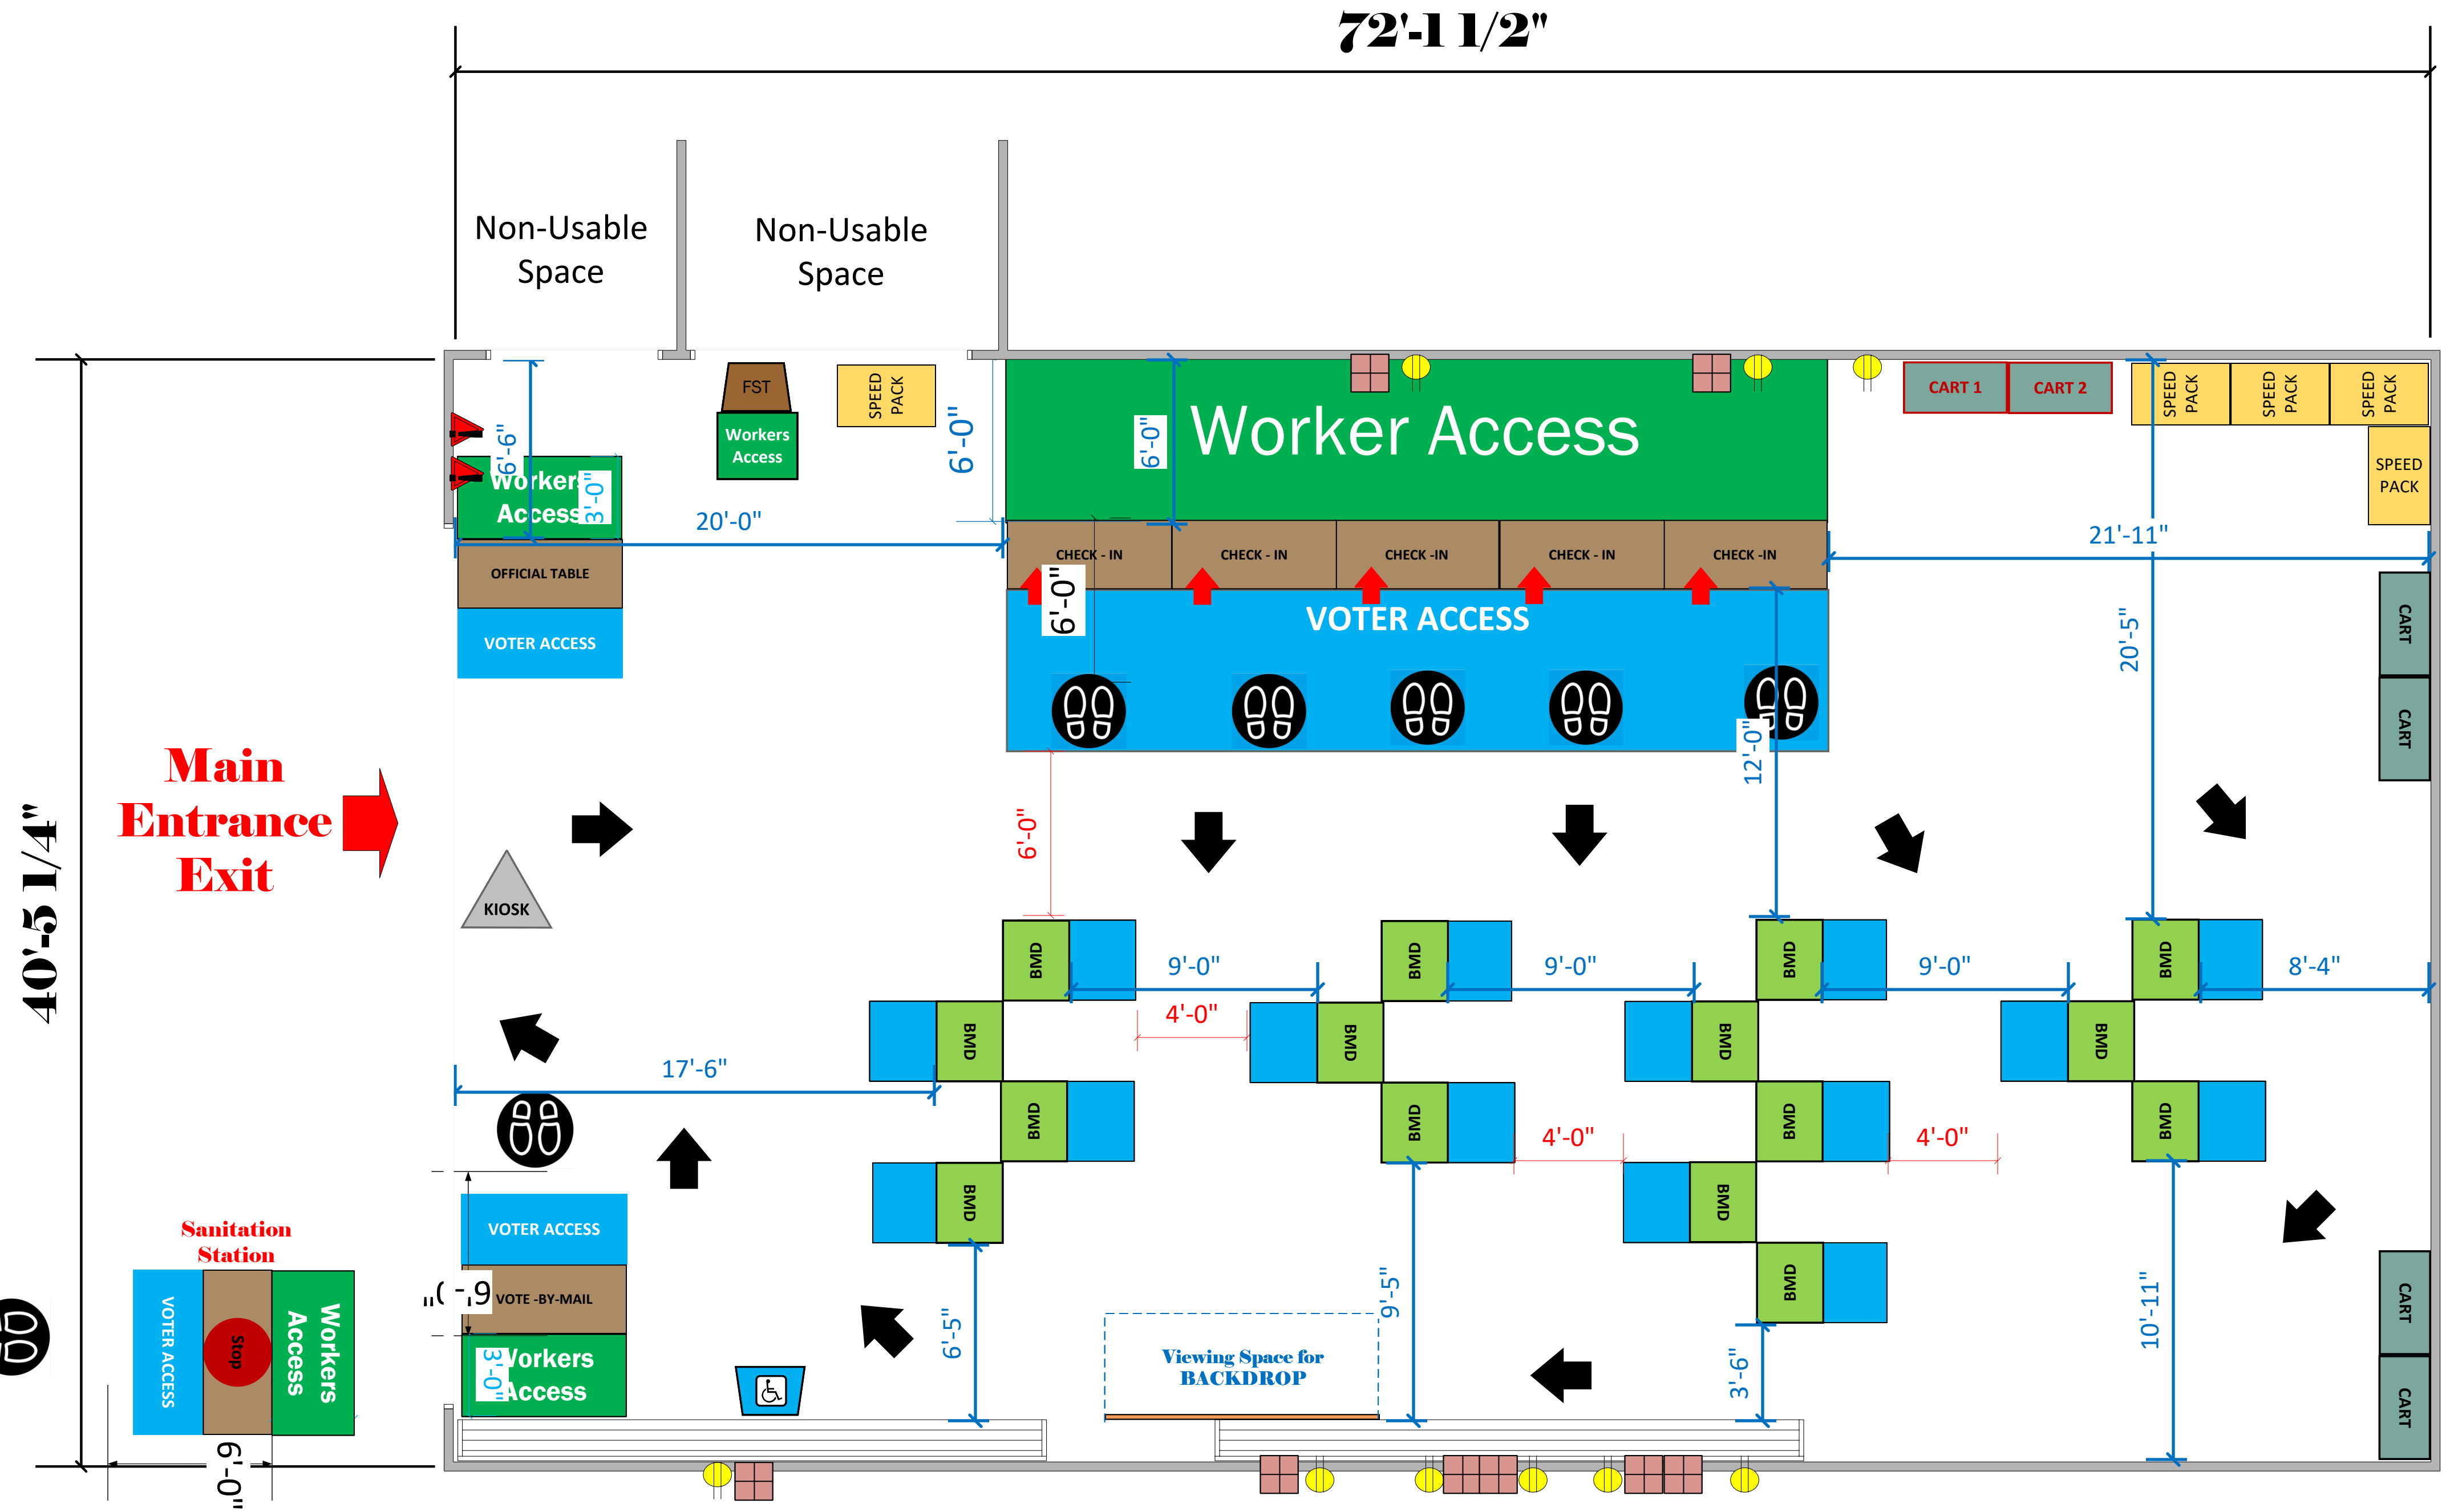 72'-1 1/2"
Non-Usable
Space
Non-Usable
Space
FST
Workers
Access
SPEED
PACK
6'-0"
6'-0"
Worker Access
CART 1
CART 2
SPEED
PACK
SPEED
PACK
SPEED
PACK
SPEED
PACK
6'-6"
Workers
Access
3'-0"
20'-0"
21'-11"
OFFICIAL TABLE
VOTER ACCESS
CHECK - IN
CHECK - IN
CHECK -IN
CHECK - IN
CHECK -IN
6'-0"
VOTER ACCESS
12'-0"
20'-5"
CART
CART
40'-5 1/4"
Main
Entrance
Exit
KIOSK
6'-0"
BMD
BMD
BMD
BMD
9'-0"
9'-0"
9'-0"
8'-4"
4'-0"
BMD
BMD
BMD
BMD
17'-6"
BMD
BMD
BMD
BMD
4'-0"
4'-0"
BMD
BMD
BMD
Sanitation
Station
VOTER ACCESS
Stop
Workers
Access
6'-0"
VOTER ACCESS
6'-0"
VOTE -BY-MAIL
Workers
Access
3'-0"
6'-5"
Viewing Space for
BACKDROP
9'-5"
3'-6"
10'-11"
CART
CART